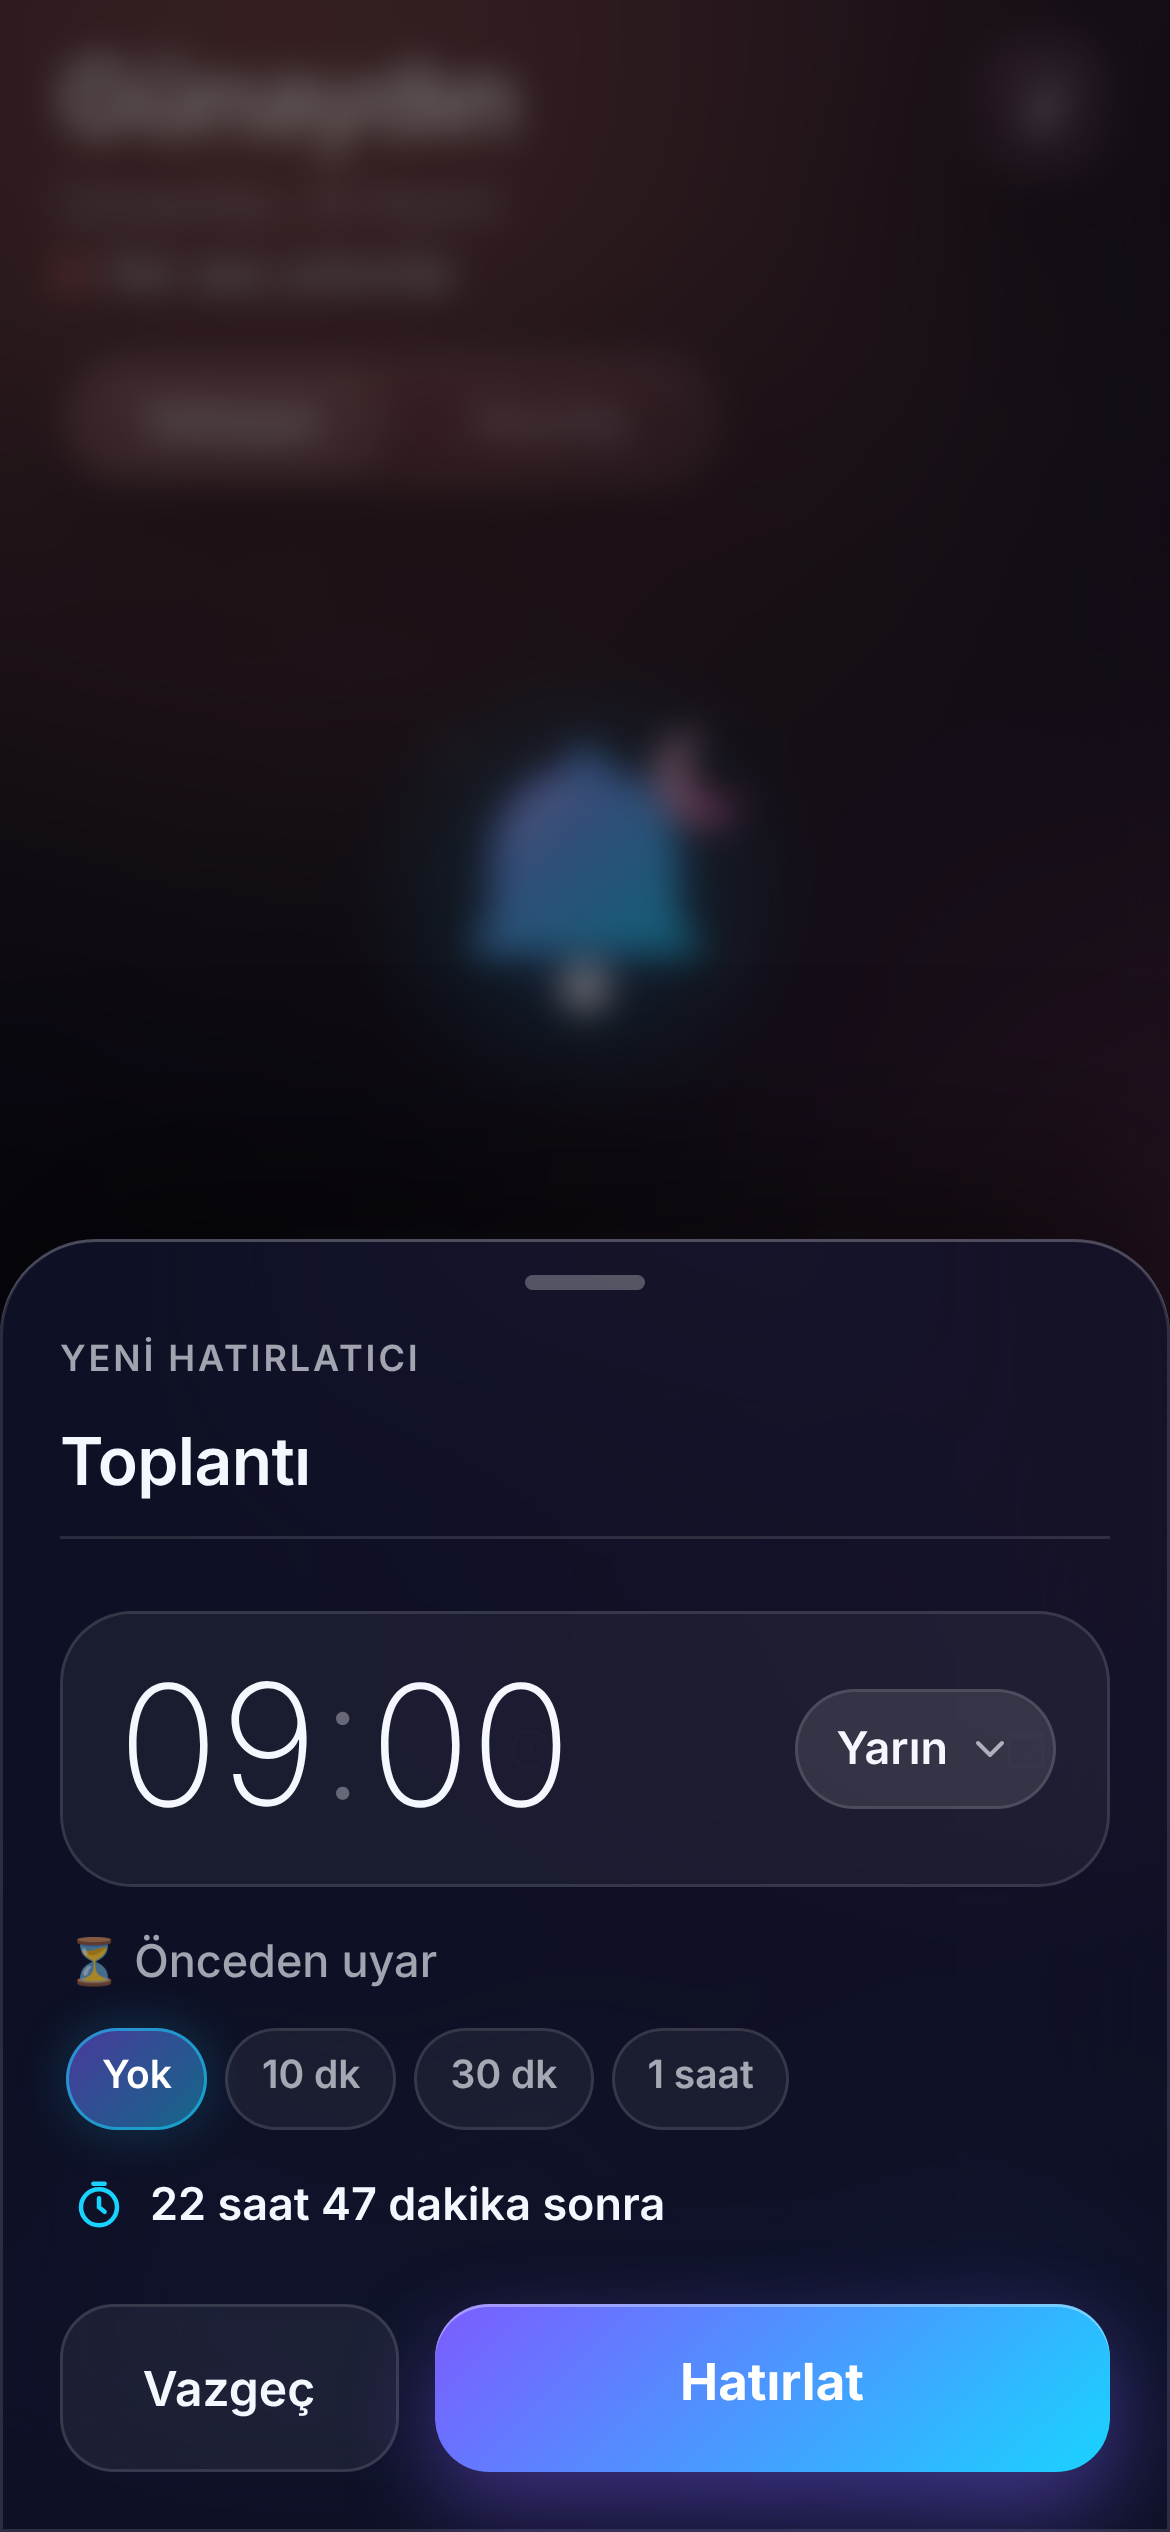 Günaydın
YENİ HATIRLATICI
Toplantı
09:00
Yarın
⏳ Önceden uyar
Yok
10 dk
30 dk
1 saat
22 saat 47 dakika sonra
Vazgeç
Hatırlat